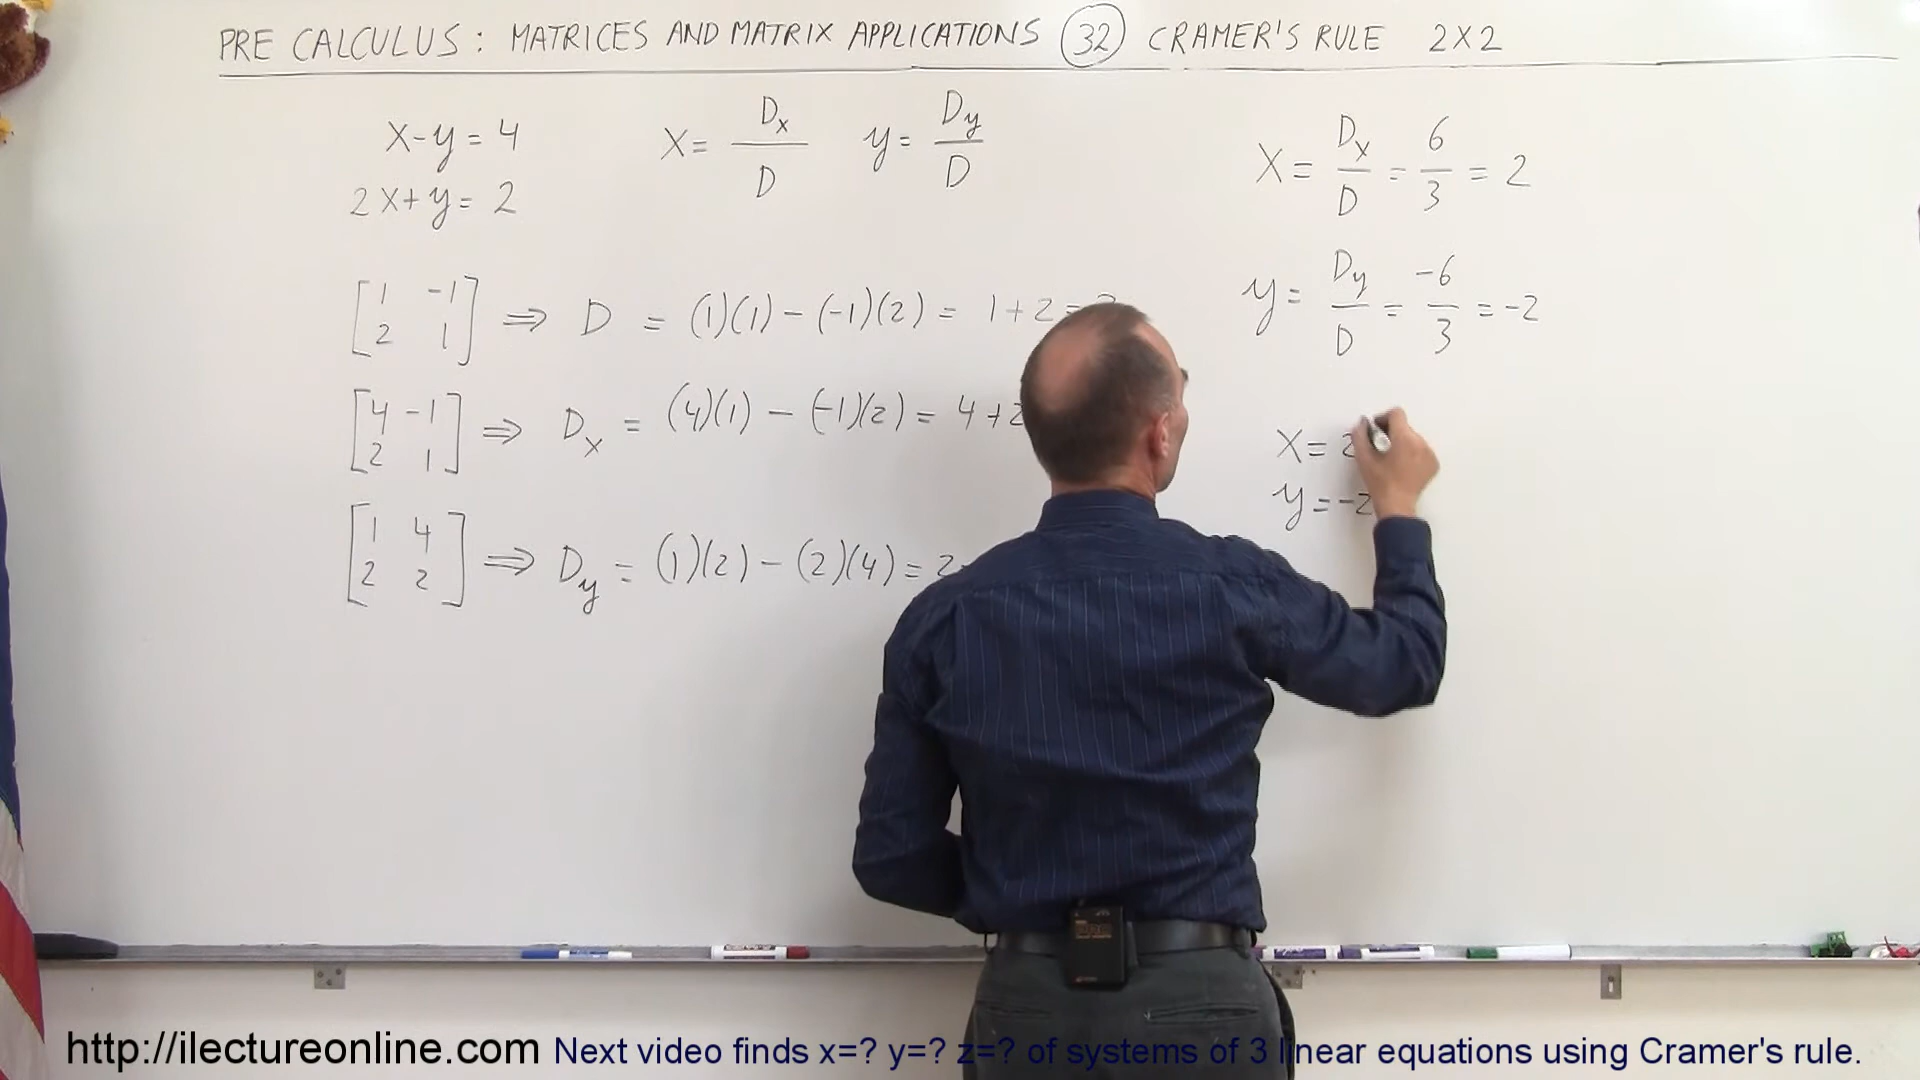 PRE CALCULUS: MATRICES AND MATRIX APPLICATIONS 32 CRAMER'S RULE 2X2
x-y=4
2x+y=2
x= Dx/D y= Dy/D
[1 -1
2 1] ⇒ D = (1)(1)-(-1)(2)= 1+2=
[4 -1
2 1] ⇒ Dx = (4)(1)-(-1)(2)= 4+2
[1 4
2 2] ⇒ Dy = (1)(2)-(2)(4)= 2-
x= Dx/D = 6/3 = 2
y= Dy/D = -6/3 = -2
x=2
y=-2
http://ilectureonline.com Next video finds x=? y=? z=? of systems of 3 linear equations using Cramer's rule.